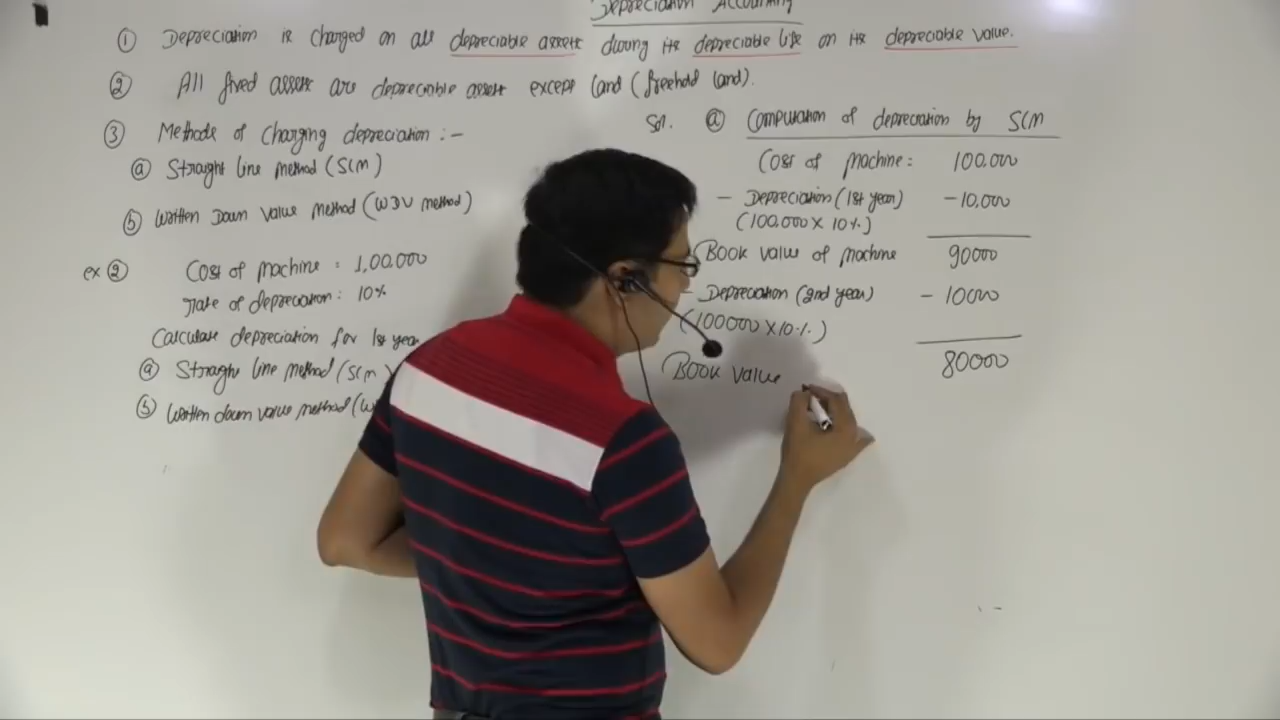 Depreciation Accounting
① Depreciation is charged on all depreciable assets during its depreciable life on its depreciable value.
② All fixed assets are depreciable assets except land (freehold land).
③ Methods of charging depreciation :-
ⓐ Straight line method (SLM)
ⓑ Written Down Value Method (WDV method)
ex ② Cost of machine : 1,00,000
Rate of depreciation : 10%
Calculate depreciation for 1st year
ⓐ Straight line method (SLM
ⓑ Written down value method (W
Sol. ⓐ Computation of depreciation by SLM
Cost of machine : 100,000
- Depreciation (1st year) - 10,000
(100,000 X 10%)
Book value of machine 90000
- Depreciation (2nd year) - 10000
(100000 X 10%)
80000
Book value